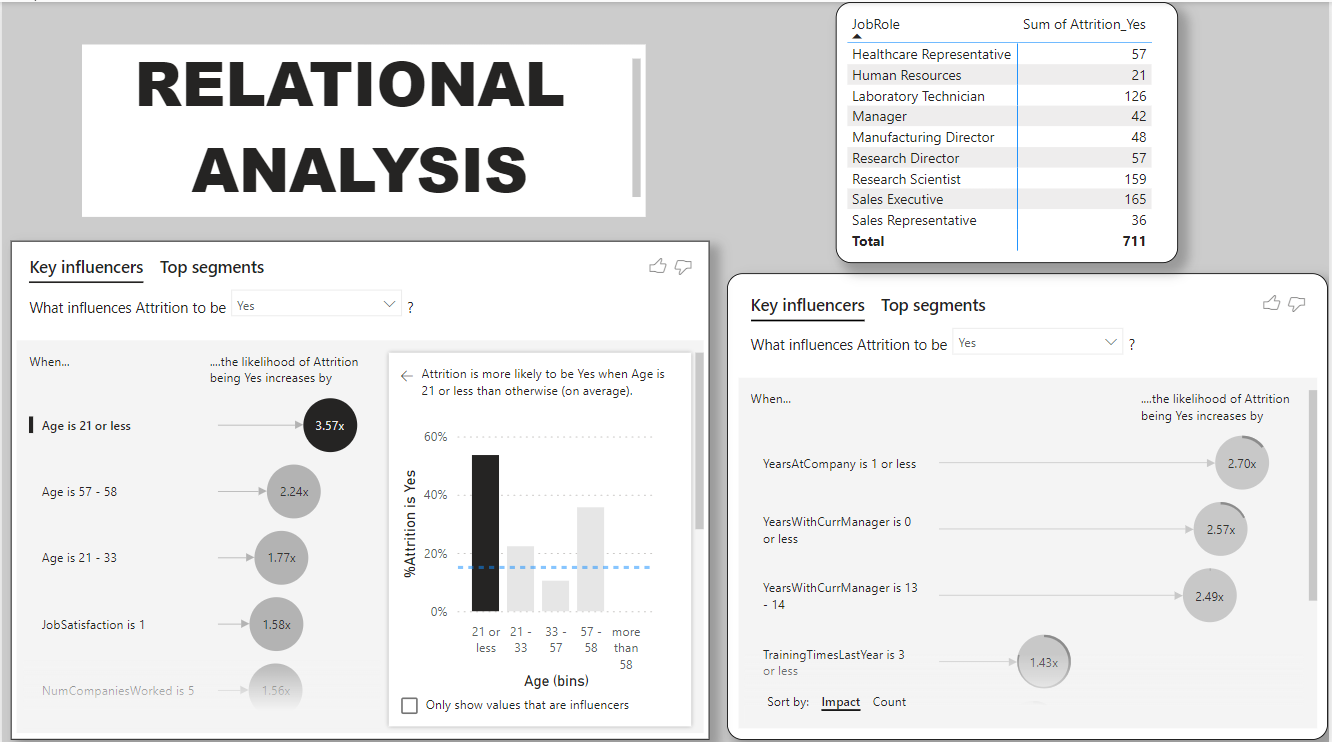 RELATIONAL
ANALYSIS
JobRole Sum of Attrition_Yes
Healthcare Representative 57
Human Resources 21
Laboratory Technician 126
Manager 42
Manufacturing Director 48
Research Director 57
Research Scientist 159
Sales Executive 165
Sales Representative 36
Total 711
Key influencers Top segments
What influences Attrition to be Yes ?
When...
....the likelihood of Attrition
being Yes increases by
Age is 21 or less 3.57x
Age is 57 - 58 2.24x
Age is 21 - 33 1.77x
JobSatisfaction is 1 1.58x
NumCompaniesWorked is 5 1.56x
Attrition is more likely to be Yes when Age is
21 or less than otherwise (on average).
%Attrition is Yes
60%
40%
20%
0%
21 or less
21 - 33
33 - 57
57 - 58
more than 58
Age (bins)
Only show values that are influencers
Key influencers Top segments
What influences Attrition to be Yes ?
When...
....the likelihood of Attrition
being Yes increases by
YearsAtCompany is 1 or less 2.70x
YearsWithCurrManager is 0
or less
2.57x
YearsWithCurrManager is 13
- 14
2.49x
TrainingTimesLastYear is 3
or less
1.43x
Sort by: Impact Count